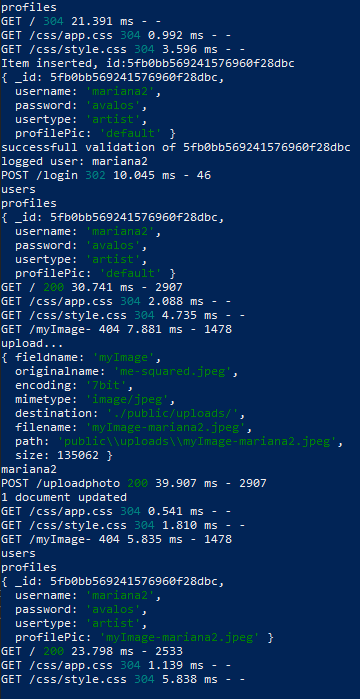 profiles
GET / 304 21.391 ms - -
GET /css/app.css 304 0.992 ms - -
GET /css/style.css 304 3.596 ms - -
Item inserted, id:5fb0bb569241576960f28dbc
{ _id: 5fb0bb569241576960f28dbc,
  username: 'mariana2',
  password: 'avalos',
  usertype: 'artist',
  profilePic: 'default' }
successfull validation of 5fb0bb569241576960f28dbc
logged user: mariana2
POST /login 302 10.045 ms - 46
users
profiles
{ _id: 5fb0bb569241576960f28dbc,
  username: 'mariana2',
  password: 'avalos',
  usertype: 'artist',
  profilePic: 'default' }
GET / 200 30.741 ms - 2907
GET /css/app.css 304 2.088 ms - -
GET /css/style.css 304 4.735 ms - -
GET /myImage- 404 7.881 ms - 1478
upload...
{ fieldname: 'myImage',
  originalname: 'me-squared.jpeg',
  encoding: '7bit',
  mimetype: 'image/jpeg',
  destination: './public/uploads/',
  filename: 'myImage-mariana2.jpeg',
  path: 'public\\uploads\\myImage-mariana2.jpeg',
  size: 135062 }
mariana2
POST /uploadphoto 200 39.907 ms - 2907
1 document updated
GET /css/app.css 304 0.541 ms - -
GET /css/style.css 304 1.810 ms - -
GET /myImage- 404 5.835 ms - 1478
users
profiles
{ _id: 5fb0bb569241576960f28dbc,
  username: 'mariana2',
  password: 'avalos',
  usertype: 'artist',
  profilePic: 'myImage-mariana2.jpeg' }
GET / 200 23.798 ms - 2533
GET /css/app.css 304 1.139 ms - -
GET /css/style.css 304 5.838 ms - -